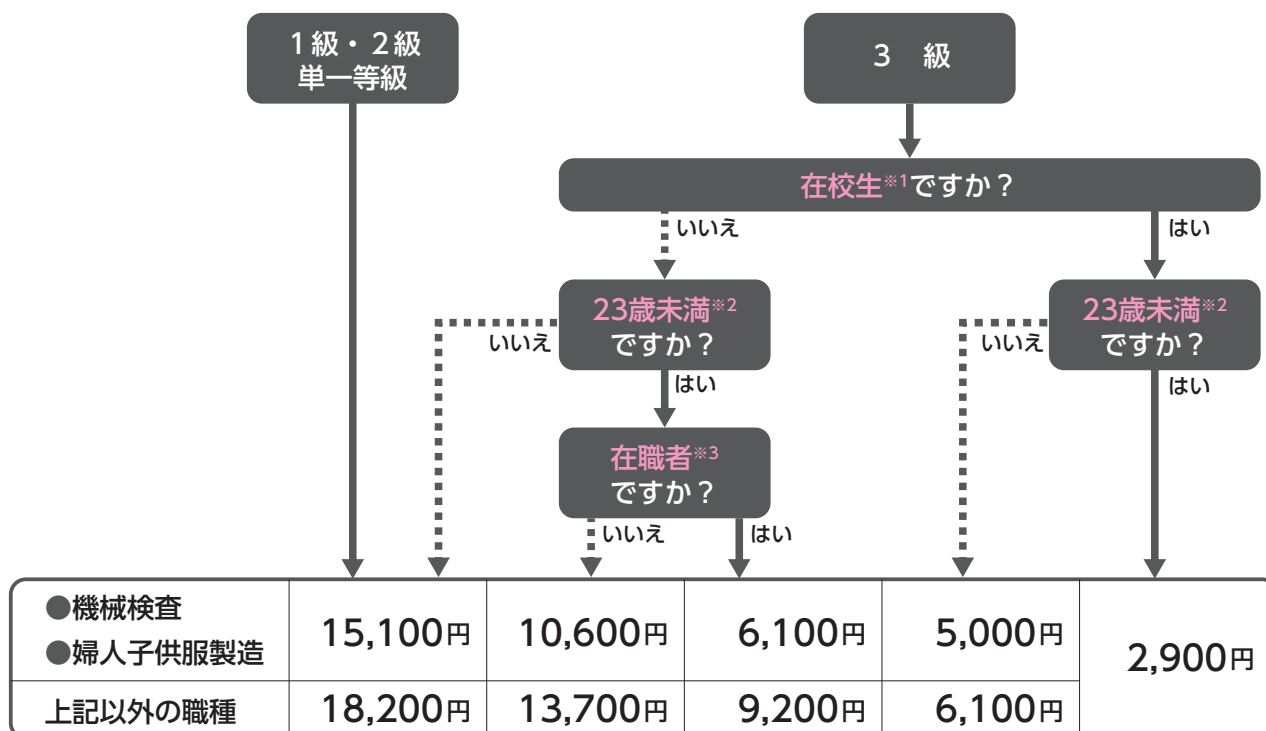 1級・2級
単一等級
3 級
在校生※1ですか？
いいえ
はい
23歳未満※2
ですか？
23歳未満※2
ですか？
いいえ
いいえ
はい
はい
在職者※3
ですか？
いいえ
はい
●機械検査
●婦人子供服製造
15,100円 10,600円 6,100円 5,000円 2,900円
上記以外の職種 18,200円 13,700円 9,200円 6,100円